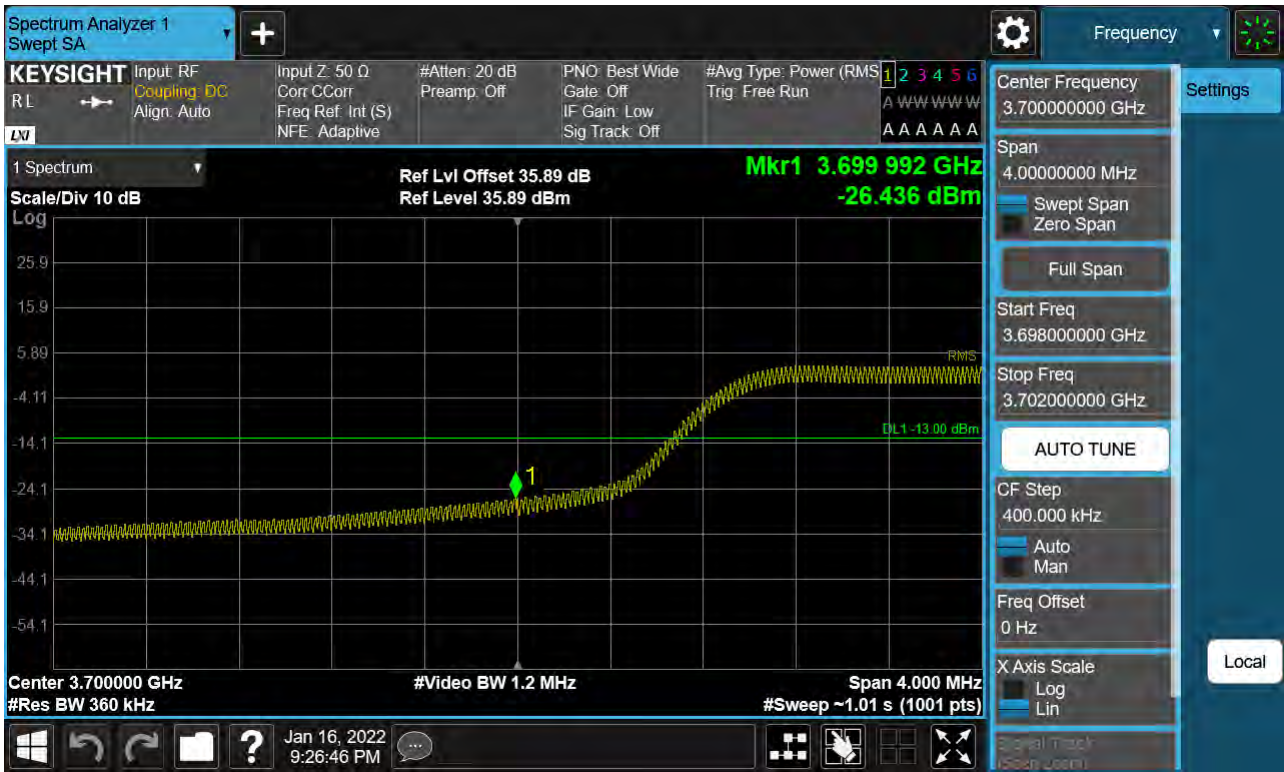 Spectrum Analyzer 1
Swept SA
Frequency
KEYSIGHT
RL
LXI
Input: RF
Coupling: DC
Align: Auto
Input Z: 50 Ω
Corr CCorr
Freq Ref: Int (S)
NFE: Adaptive
#Atten: 20 dB
Preamp: Off
PNO: Best Wide
Gate: Off
IF Gain: Low
Sig Track: Off
#Avg Type: Power (RMS
Trig: Free Run
1 2 3 4 5 6
A W W W W W
A A A A A A
1 Spectrum
Scale/Div 10 dB
Log
Ref Lvl Offset 35.89 dB
Ref Level 35.89 dBm
Mkr1 3.699 992 GHz
-26.436 dBm
25.9
15.9
5.89
-4.11
-14.1
-24.1
-34.1
-44.1
-54.1
RMS
DL1 -13.00 dBm
1
Center 3.700000 GHz
#Res BW 360 kHz
#Video BW 1.2 MHz
Span 4.000 MHz
#Sweep ~1.01 s (1001 pts)
Center Frequency
3.700000000 GHz
Span
4.00000000 MHz
Swept Span
Zero Span
Full Span
Start Freq
3.698000000 GHz
Stop Freq
3.702000000 GHz
AUTO TUNE
CF Step
400.000 kHz
Auto
Man
Freq Offset
0 Hz
X Axis Scale
Log
Lin
Signal Track
(Span Zoom)
Settings
Local
?
Jan 16, 2022
9:26:46 PM